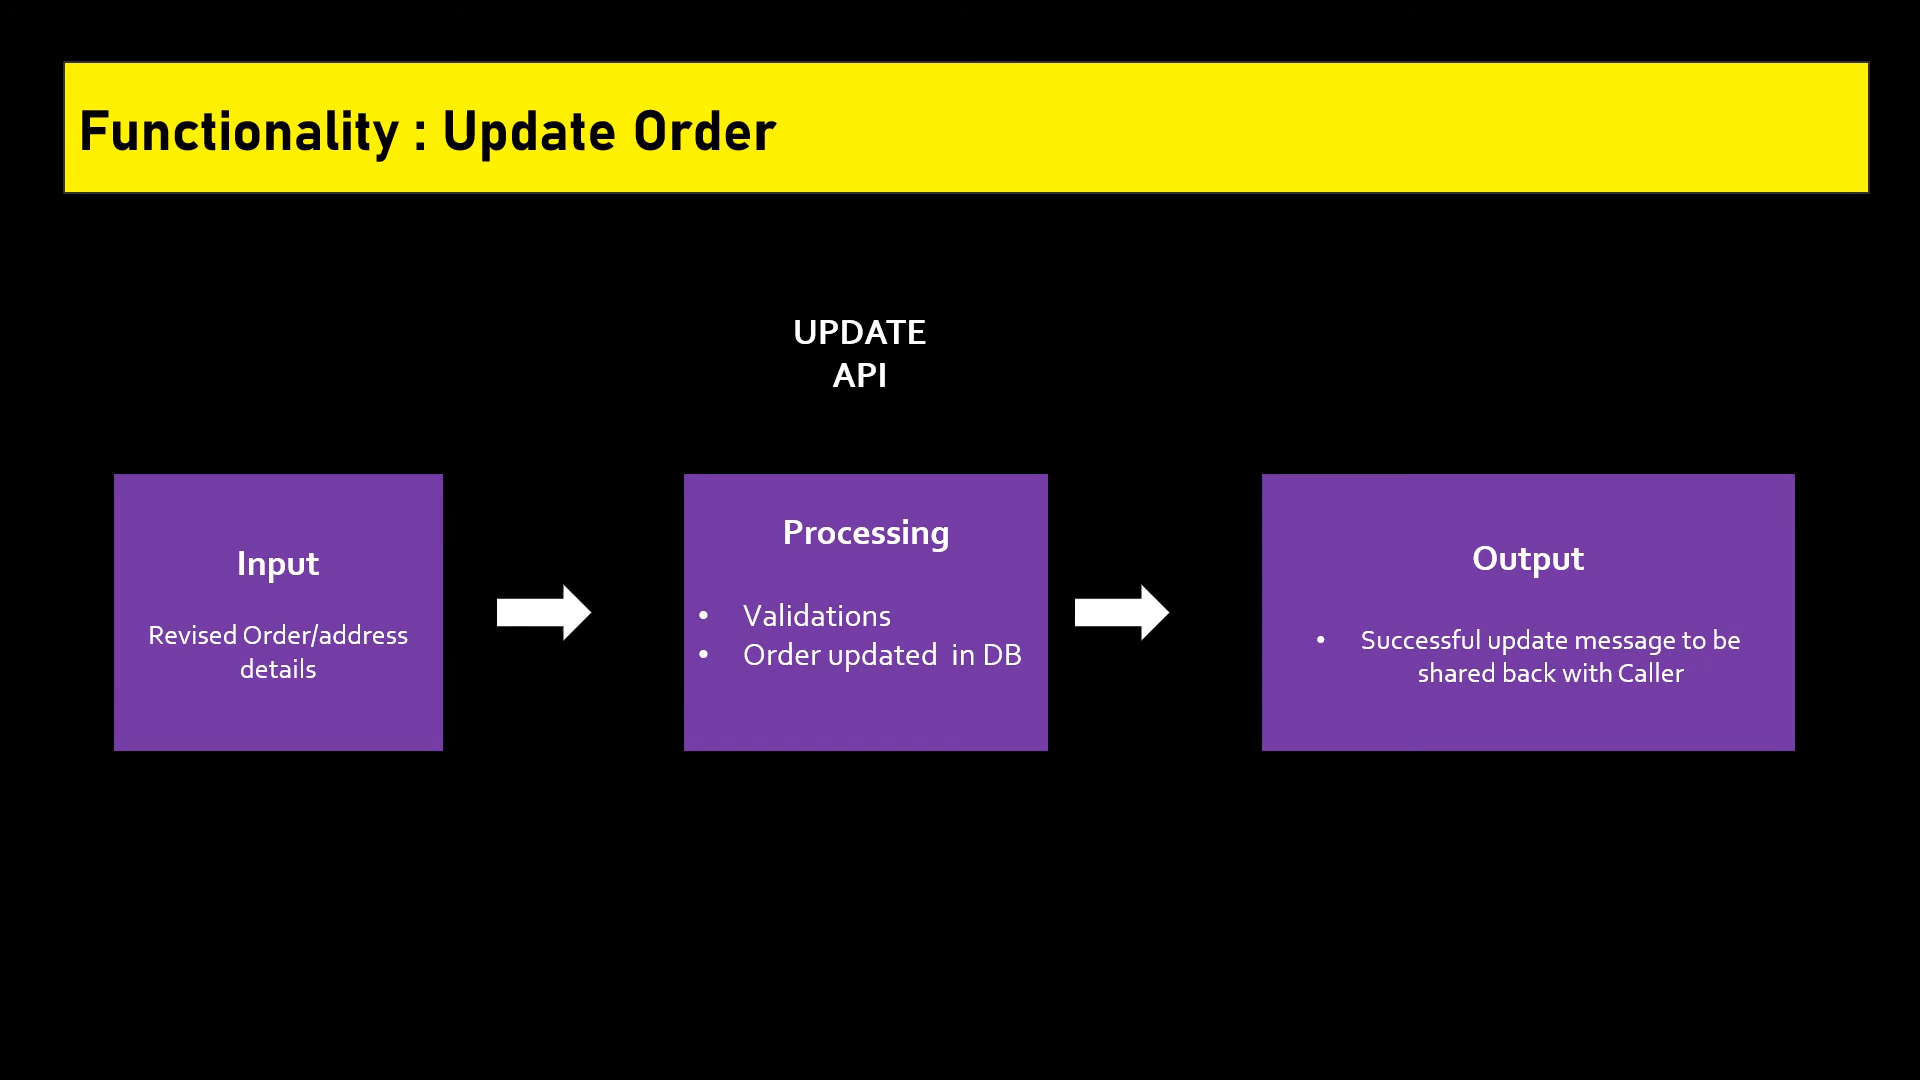 Functionality : Update Order
UPDATE
API
Input
Revised Order/address
details
Processing
• Validations
• Order updated  in DB
Output
• Successful update message to be
shared back with Caller